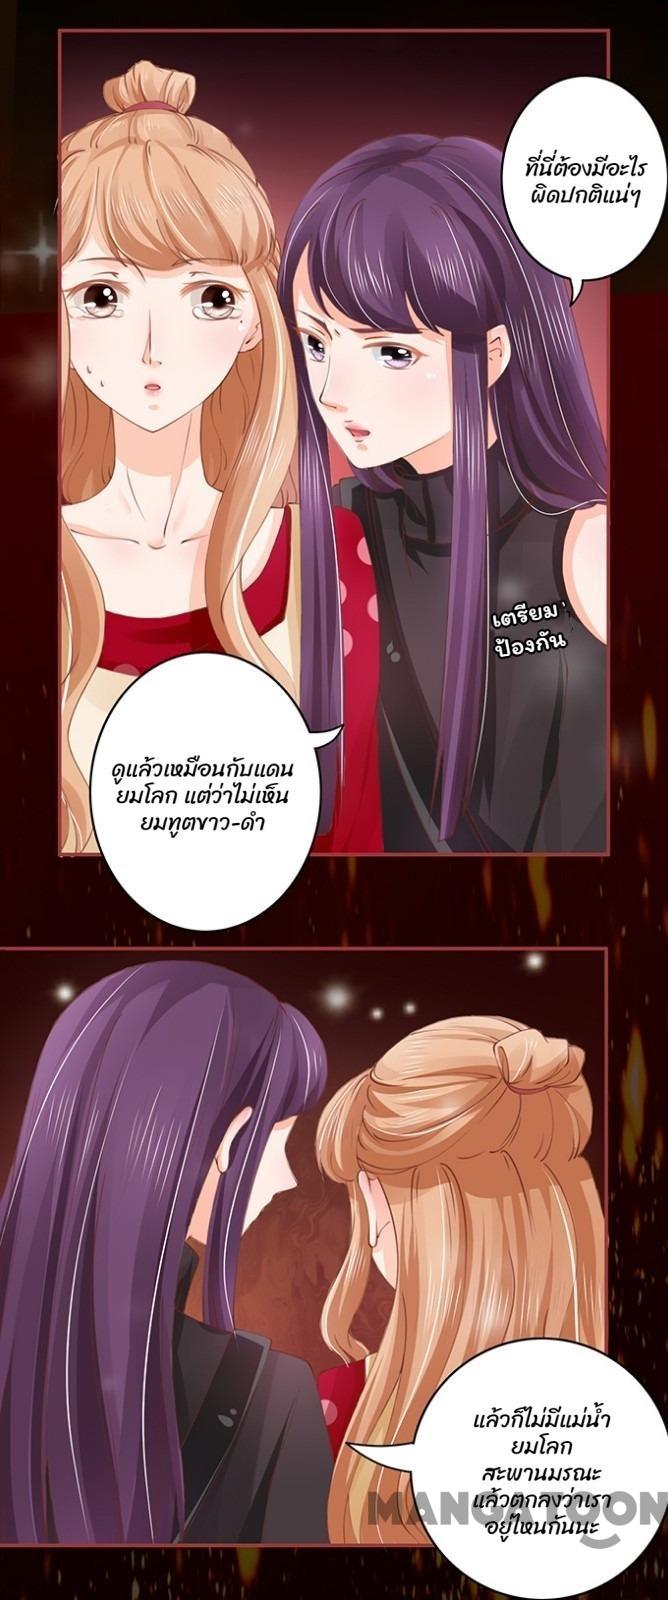 ที่นี่ต้องมีอะไร
ผิดปกติแน่ๆ
เตรียม
ป้องกัน
ดูแล้วเหมือนกับแดน
ยมโลก แต่ว่าไม่เห็น
ยมทูตขาว-ดำ
แล้วก็ไม่มีแม่น้ำ
ยมโลก
สะพานมรณะ
แล้วตกลงว่าเรา
อยู่ไหนกันนะ
MANGATOON